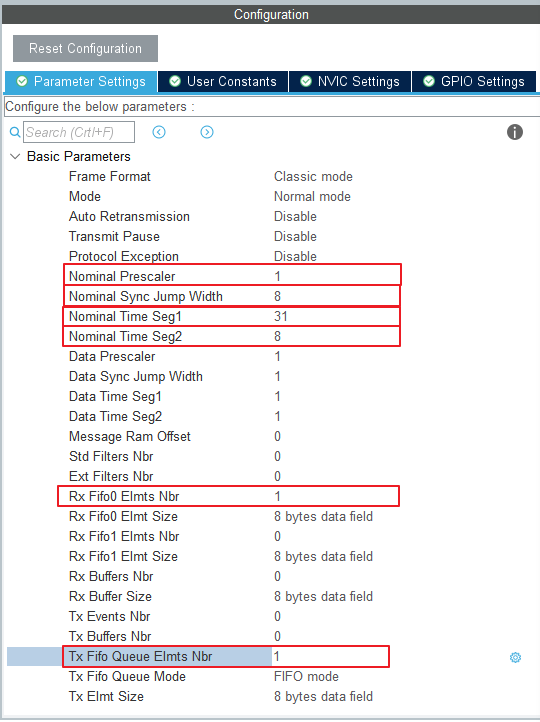 Configuration
Reset Configuration
Parameter Settings User Constants NVIC Settings GPIO Settings
Configure the below parameters :
Search (Crtl+F)
Basic Parameters
Frame Format Classic mode
Mode Normal mode
Auto Retransmission Disable
Transmit Pause Disable
Protocol Exception Disable
Nominal Prescaler 1
Nominal Sync Jump Width 8
Nominal Time Seg1 31
Nominal Time Seg2 8
Data Prescaler 1
Data Sync Jump Width 1
Data Time Seg1 1
Data Time Seg2 1
Message Ram Offset 0
Std Filters Nbr 0
Ext Filters Nbr 0
Rx Fifo0 Elmts Nbr 1
Rx Fifo0 Elmt Size 8 bytes data field
Rx Fifo1 Elmts Nbr 0
Rx Fifo1 Elmt Size 8 bytes data field
Rx Buffers Nbr 0
Rx Buffer Size 8 bytes data field
Tx Events Nbr 0
Tx Buffers Nbr 0
Tx Fifo Queue Elmts Nbr 1
Tx Fifo Queue Mode FIFO mode
Tx Elmt Size 8 bytes data field